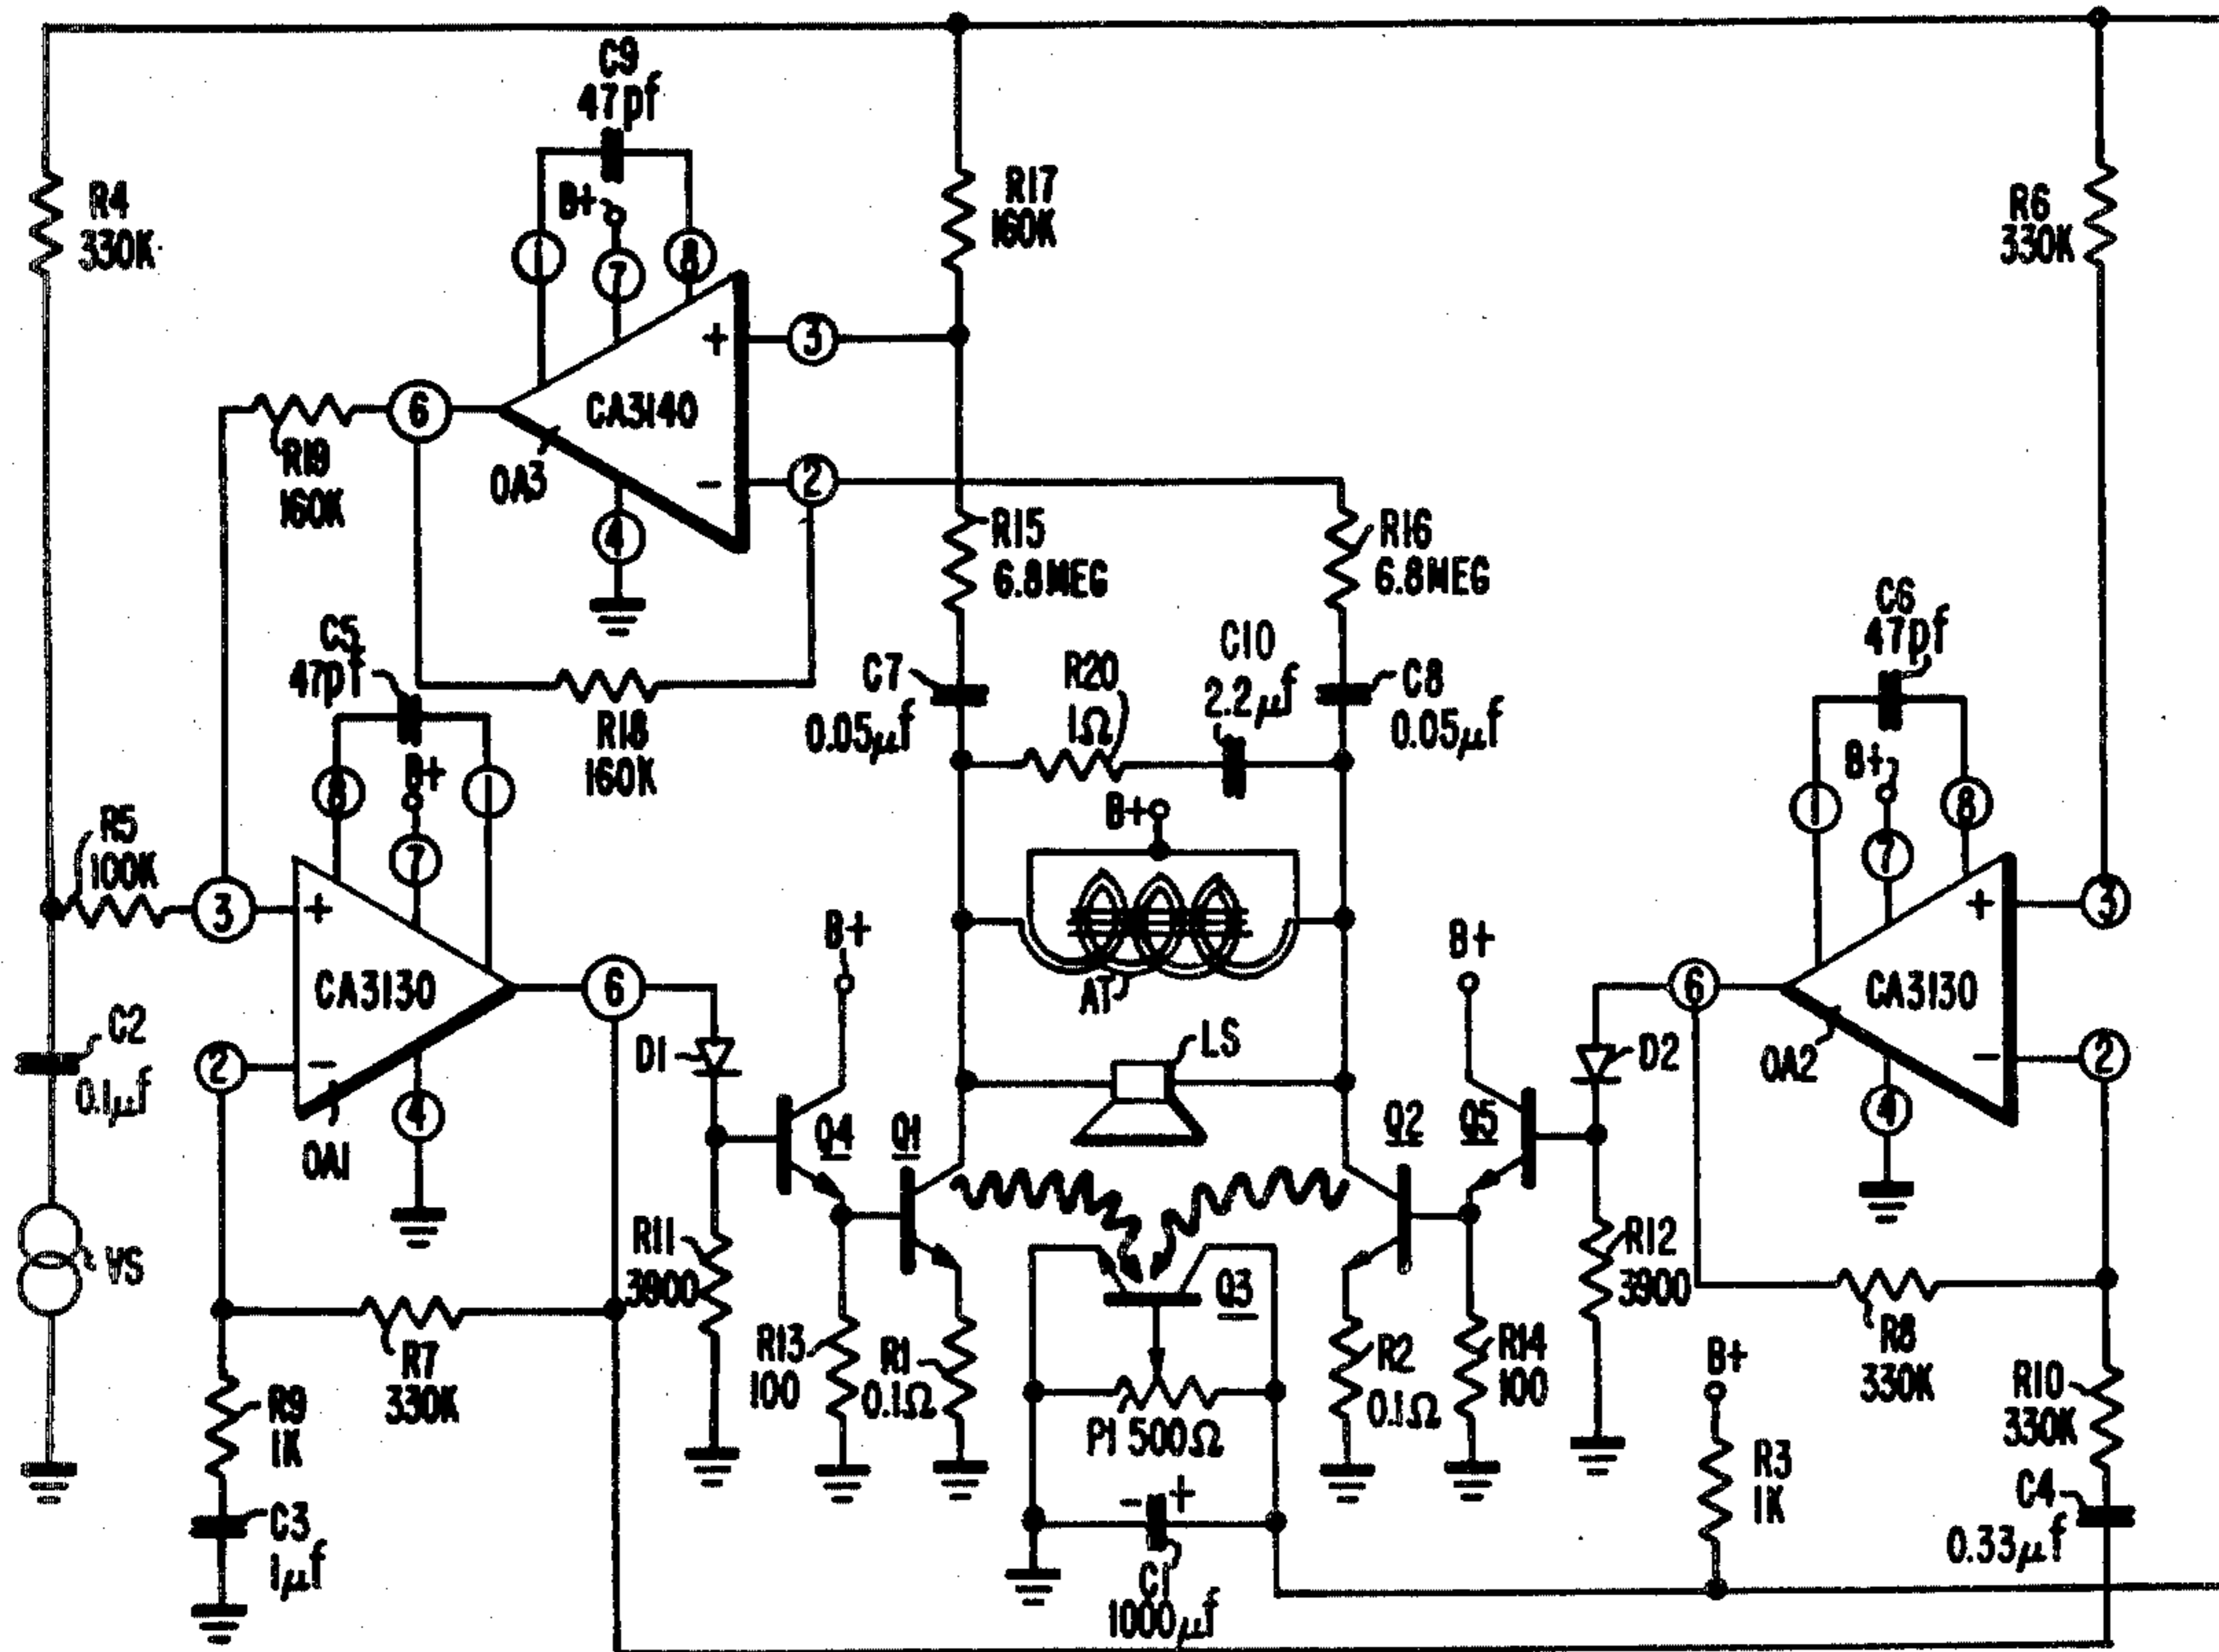 C9
47pf
B+
1
7
8
R4
330K
R17
160K
R6
330K
+
3
CA3140
6
R19
160K
OA3
-
2
4
R15
6.8MEG
R16
6.8MEG
C5
47pf
R18
160K
C7
0.05µf
R20
1Ω
C10
2.2µf
C8
0.05µf
C6
47pf
B+
8
1
7
B+
1
8
7
B+
R5
100K
3
+
CA3130
6
2
-
4
OA1
C2
0.1µf
VS
D1
B+
AT
LS
B+
Q4
Q1
Q2
Q5
6
D2
CA3130
+
3
-
2
OA2
4
R11
3900
R12
3900
Q3
R7
330K
R9
1K
C3
1µf
R13
100
R1
0.1Ω
P1 500Ω
R2
0.1Ω
R14
100
R8
330K
B+
R3
1K
R10
330K
C4
0.33µf
- +
C1
1000µf